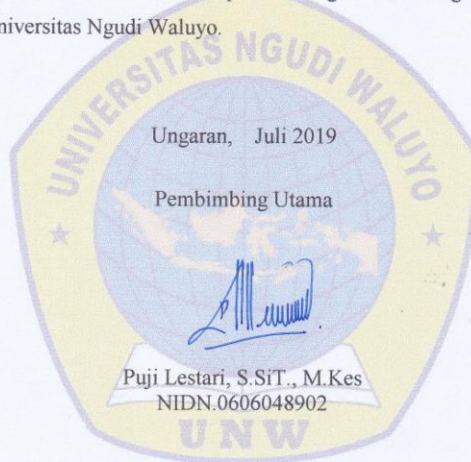 niversitas Ngudi Waluyo.
UNIVERSITAS NGUDI WALUYO
Ungaran, Juli 2019
Pembimbing Utama
Puji Lestari, S.SiT., M.Kes
NIDN.0606048902
UNW